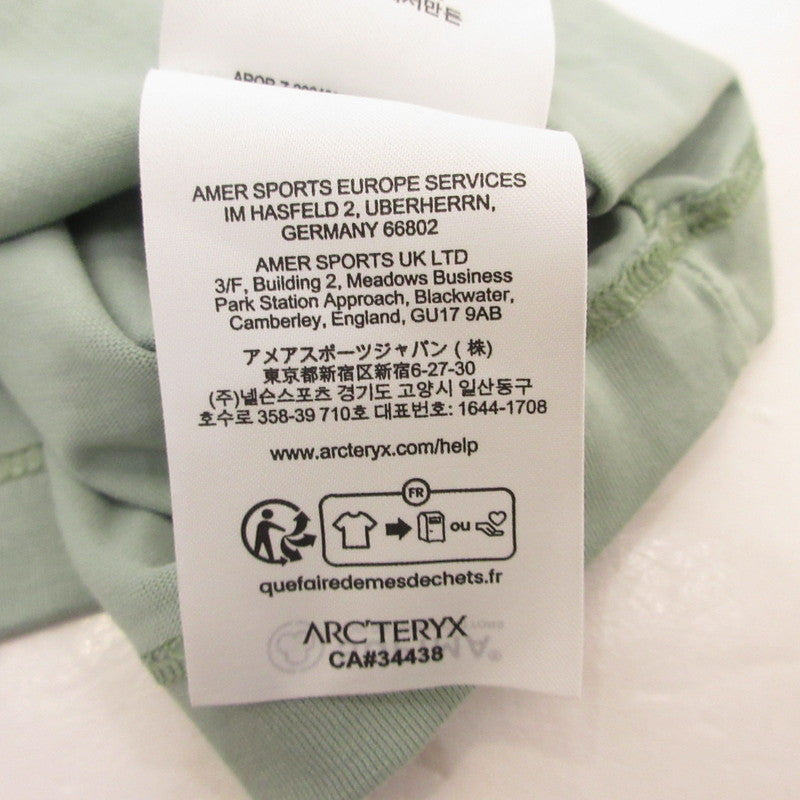 서만든
AMER SPORTS EUROPE SERVICES
IM HASFELD 2, UBERHERRN,
GERMANY 66802
AMER SPORTS UK LTD
3/F, Building 2, Meadows Business
Park Station Approach, Blackwater,
Camberley, England, GU17 9AB
アメアスポーツジャパン ( 株)
東京都新宿区新宿6-27-30
(주)넬슨스포츠 경기도 고양시 일산동구
호수로 358-39 710호 대표번호: 1644-1708
www.arcteryx.com/help
FR
ou
quefairedemesdechets.fr
ARC'TERYX
CA#34438